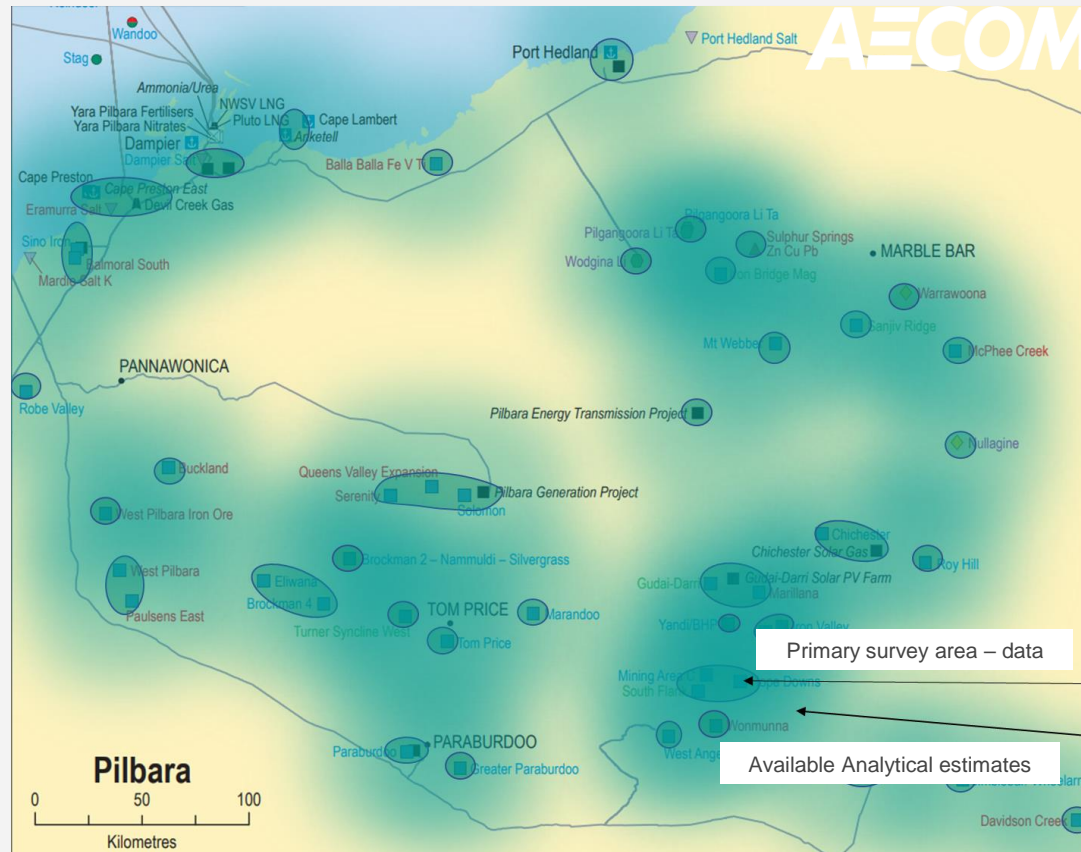 AECOM
Wandoo
Stag
Port Hedland
Port Hedland Salt
Ammonia/Urea
NWSV LNG
Yara Pilbara Fertilisers
Pluto LNG
Yara Pilbara Nitrates
Cape Lambert
Anketell
Dampier
Dampier Salt
Balla Balla Fe V Ti
Cape Preston
Cape Preston East
Devil Creek Gas
Eramurra Salt
Sino Iron
Balmoral South
Mardie Salt K
Pilgangoora Li Ta
Pilgangoora Li Ta
Sulphur Springs
Zn Cu Pb
MARBLE BAR
Wodgina Li
Iron Bridge Mag
Warrawoona
Sanjiv Ridge
Mt Webber
McPhee Creek
PANNAWONICA
Robe Valley
Pilbara Energy Transmission Project
Nullagine
Buckland
Queens Valley Expansion
Serenity
Pilbara Generation Project
Solomon
West Pilbara Iron Ore
Chichester
Chichester Solar Gas
Roy Hill
West Pilbara
Paulsens East
Eliwana
Brockman 4
Brockman 2 – Nammuldi – Silvergrass
Gudai-Darri
Gudai-Darri Solar PV Farm
Marillana
TOM PRICE
Turner Syncline West
Tom Price
Marandoo
Yandi/BHP
Iron Valley
Primary survey area – data
Mining Area C
Hope Downs
South Flank
Wonmunna
West Ange
Available Analytical estimates
PARABURDOO
Paraburdoo
Greater Paraburdoo
Davidson Creek
Pilbara
0 50 100
Kilometres